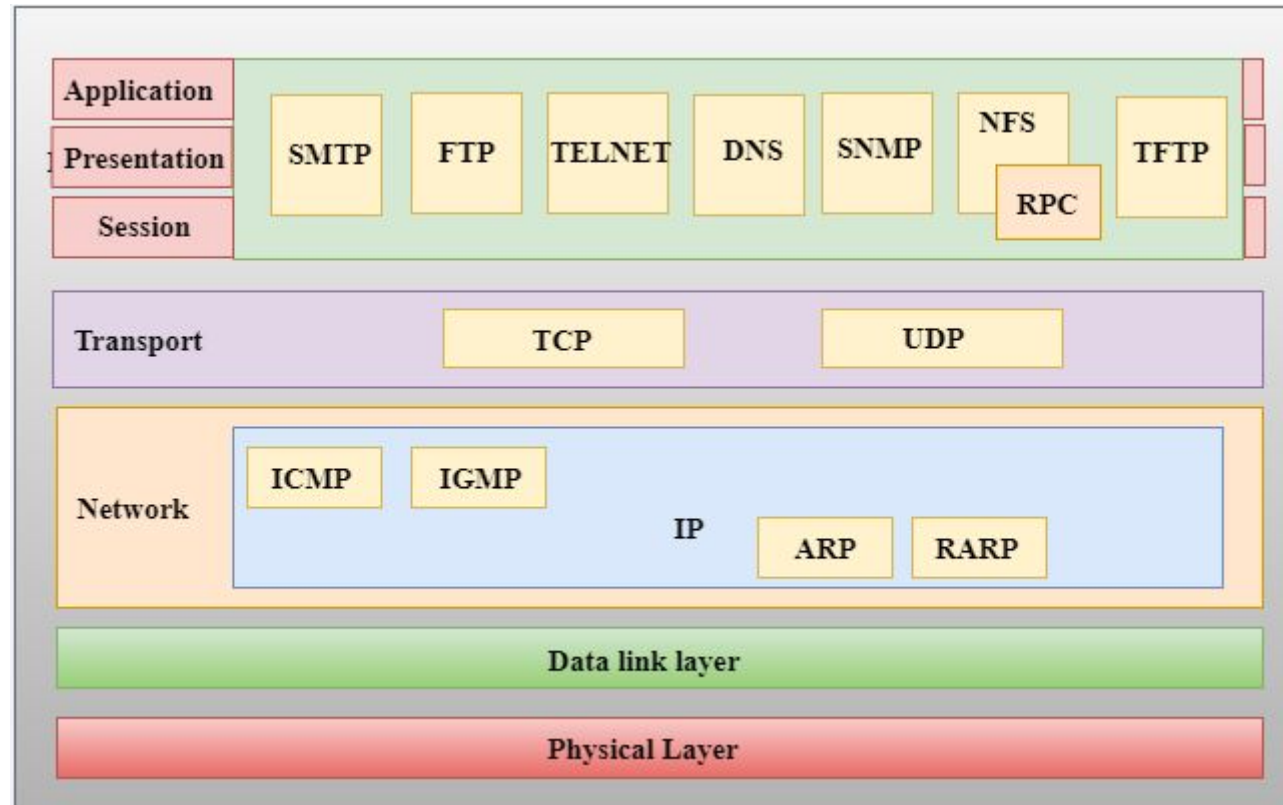 Application
Presentation
Session
SMTP
FTP
TELNET
DNS
SNMP
NFS
RPC
TFTP
Transport
TCP
UDP
Network
ICMP
IGMP
IP
ARP
RARP
Data link layer
Physical Layer